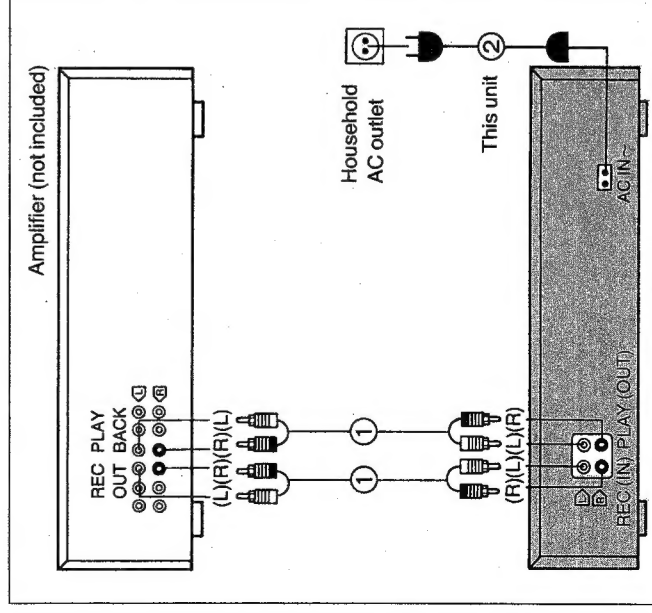 Amplifier (not included)
REC PLAY
OUT BACK
L
R
(L)(R)(R)(L)
1
1
Household
AC outlet
2
This unit
(R)(L)(L)(R)
L
R
REC (IN) PLAY (OUT)
AC IN ~